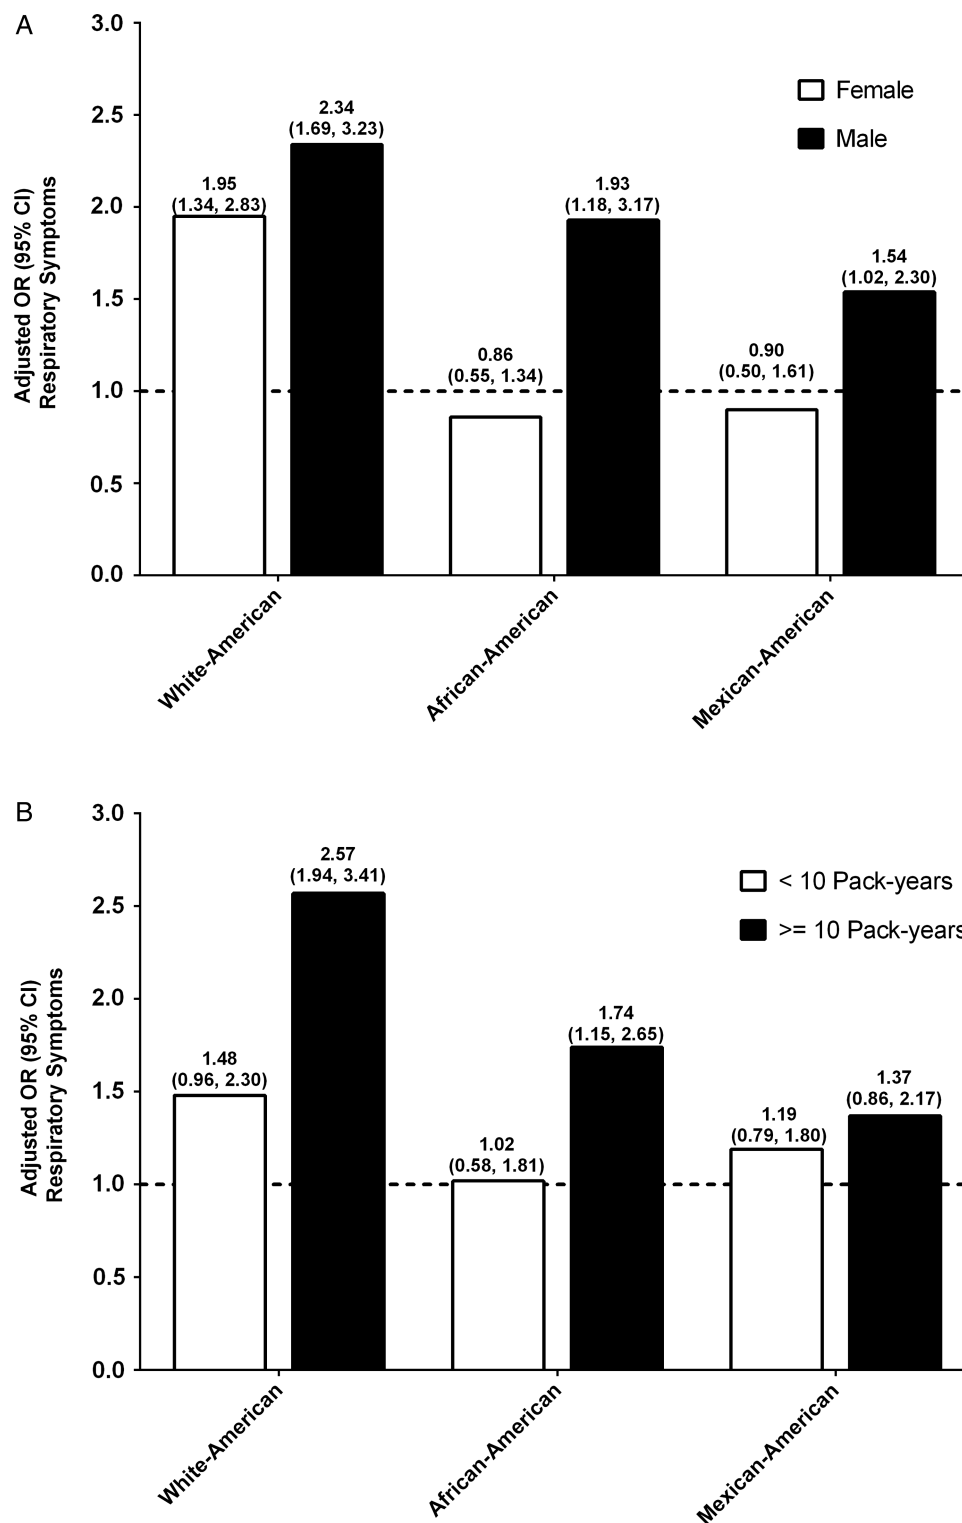 A
3.0
2.5
2.0
1.5
1.0
0.5
0.0
Adjusted OR (95% CI)
Respiratory Symptoms
Female
Male
1.95
(1.34, 2.83)
2.34
(1.69, 3.23)
0.86
(0.55, 1.34)
1.93
(1.18, 3.17)
0.90
(0.50, 1.61)
1.54
(1.02, 2.30)
White-American
African-American
Mexican-American
B
3.0
2.5
2.0
1.5
1.0
0.5
0.0
Adjusted OR (95% CI)
Respiratory Symptoms
< 10 Pack-years
>= 10 Pack-years
1.48
(0.96, 2.30)
2.57
(1.94, 3.41)
1.02
(0.58, 1.81)
1.74
(1.15, 2.65)
1.19
(0.79, 1.80)
1.37
(0.86, 2.17)
White-American
African-American
Mexican-American